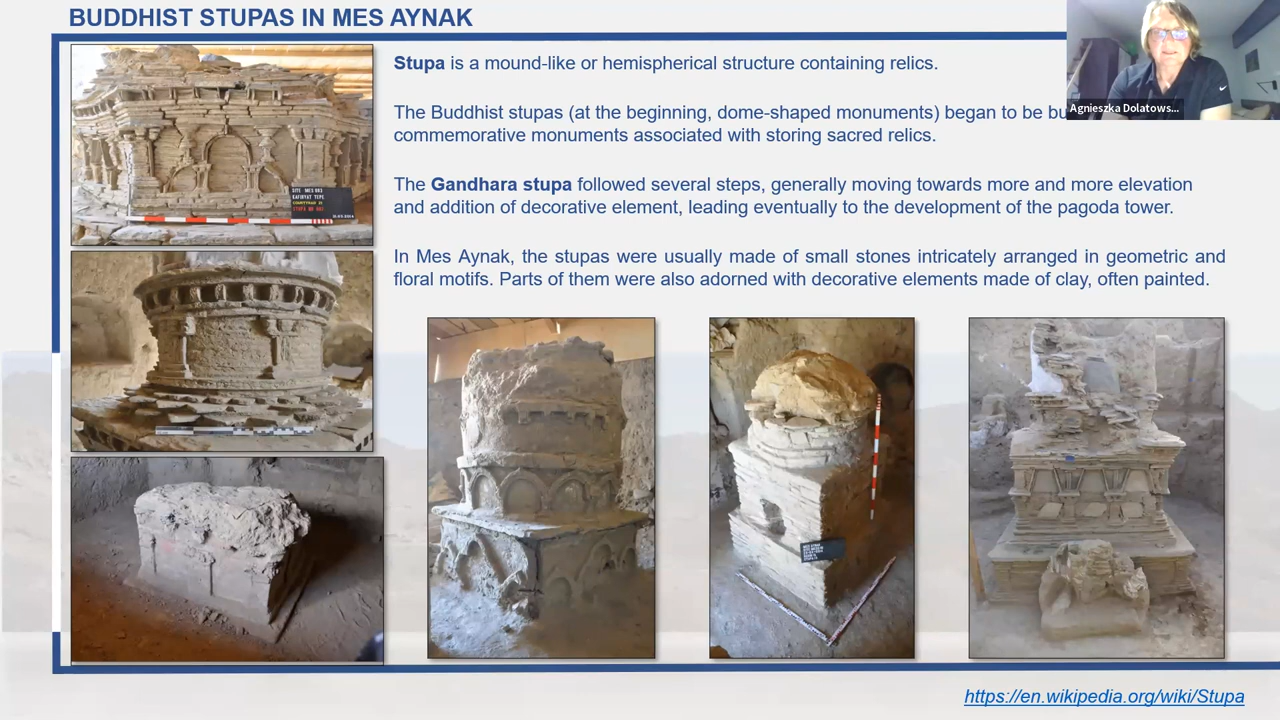 BUDDHIST STUPAS IN MES AYNAK
Agnieszka Dolatows...
Stupa is a mound-like or hemispherical structure containing relics.
The Buddhist stupas (at the beginning, dome-shaped monuments) began to be
commemorative monuments associated with storing sacred relics.
The Gandhara stupa followed several steps, generally moving towards more and more elevation
and addition of decorative element, leading eventually to the development of the pagoda tower.
In Mes Aynak, the stupas were usually made of small stones intricately arranged in geometric and
floral motifs. Parts of them were also adorned with decorative elements made of clay, often painted.
https://en.wikipedia.org/wiki/Stupa